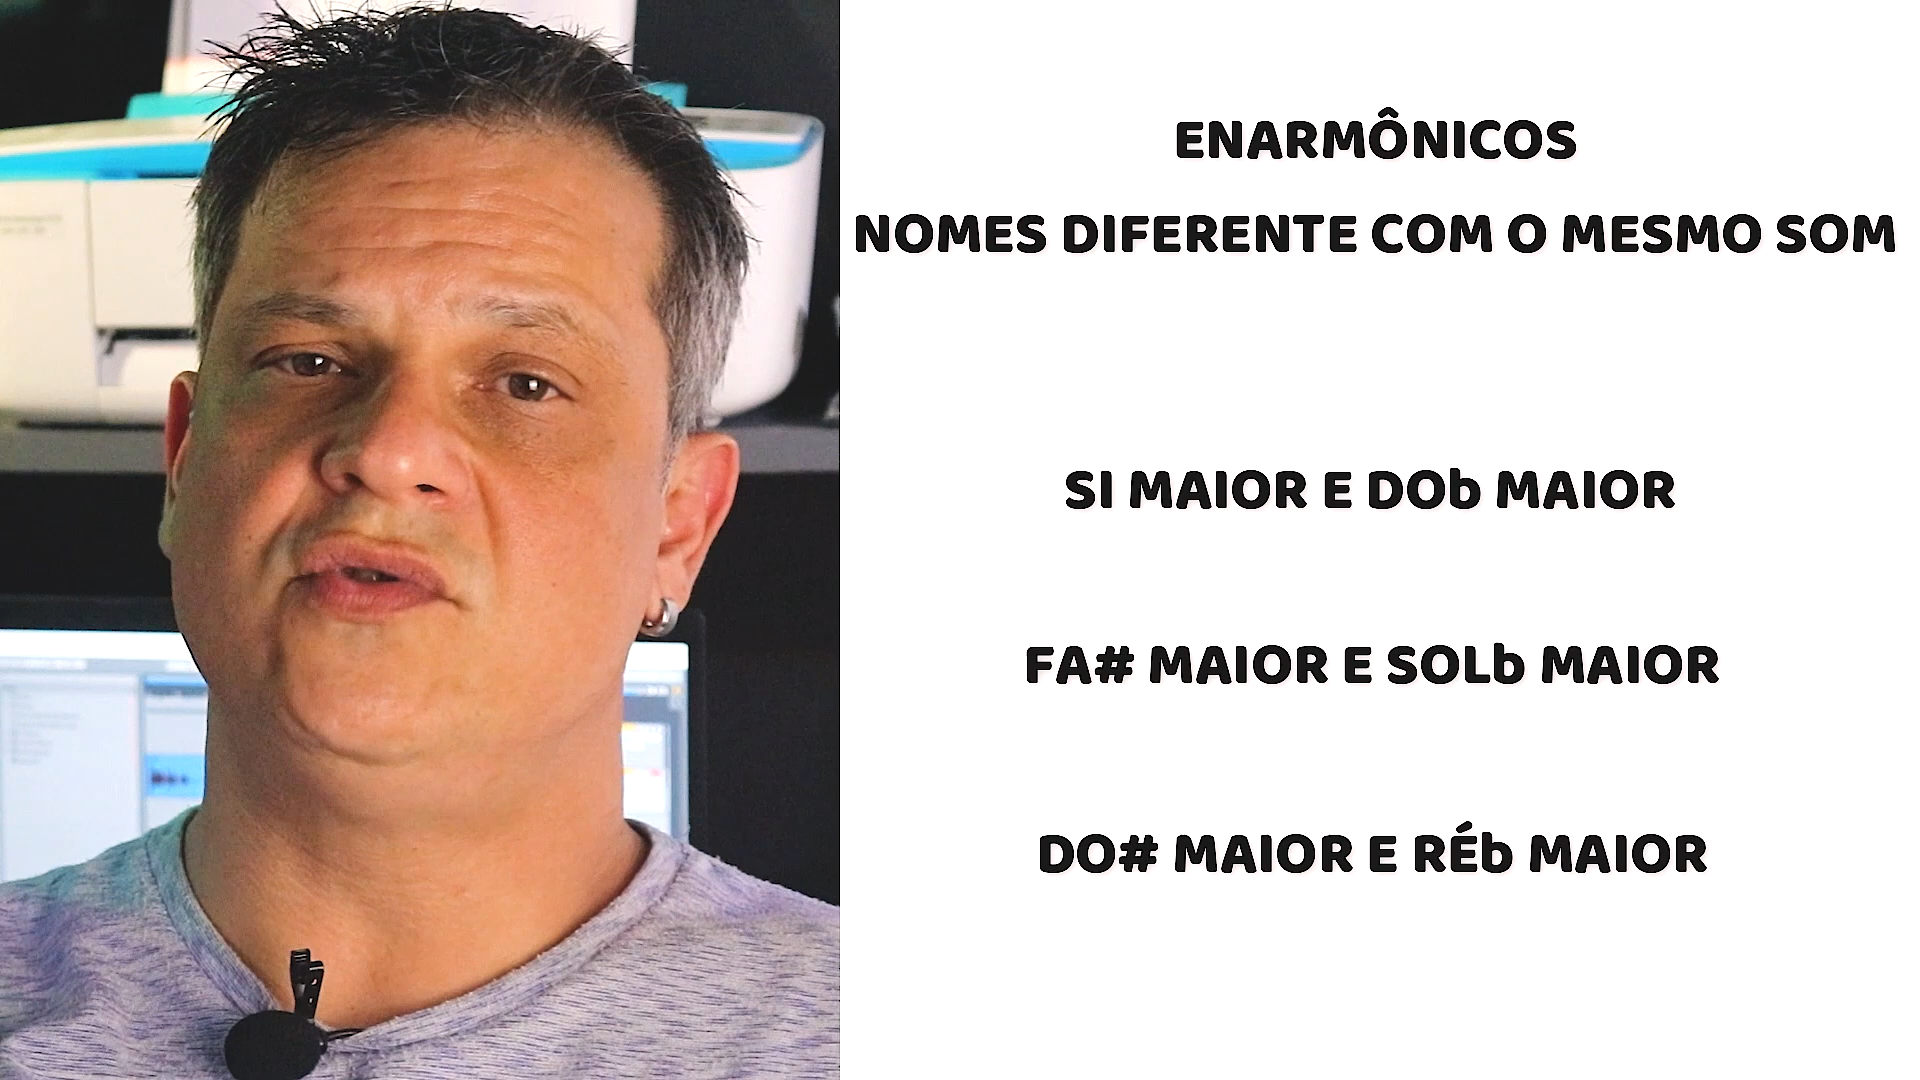 ENARMÔNICOS
NOMES DIFERENTE COM O MESMO SOM
SI MAIOR E DOb MAIOR
FA# MAIOR E SOLb MAIOR
DO# MAIOR E RÉb MAIOR